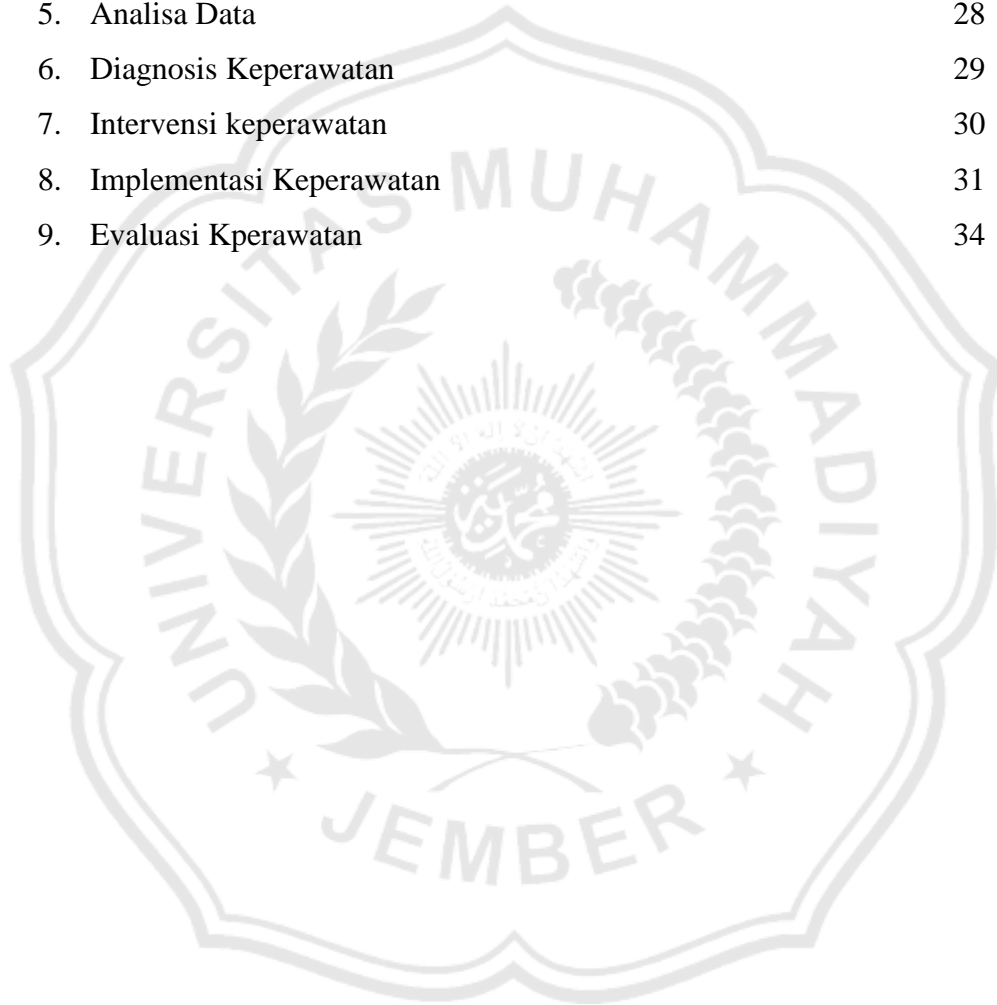 5. Analisa Data 28
6. Diagnosis Keperawatan 29
7. Intervensi keperawatan 30
8. Implementasi Keperawatan 31
9. Evaluasi Kperawatan 34
UNIVERSITAS MUHAMMADIYAH
JEMBER